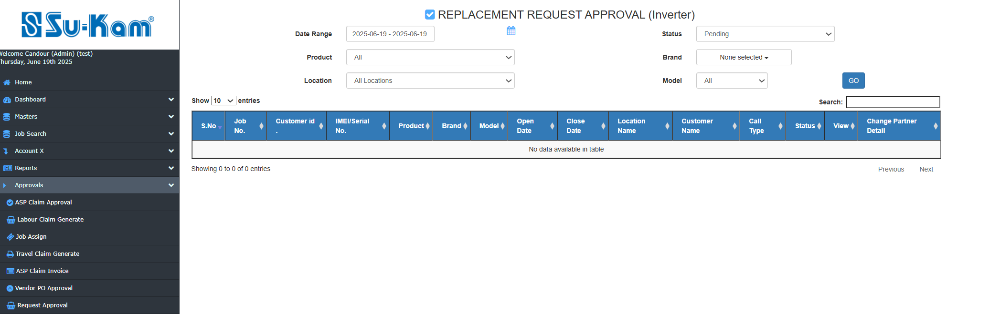 Su-Kam®
Welcome Candour (Admin) (test)
Thursday, June 19th 2025
Home
Dashboard
Masters
Job Search
Account X
Reports
Approvals
ASP Claim Approval
Labour Claim Generate
Job Assign
Travel Claim Generate
ASP Claim Invoice
Vendor PO Approval
Request Approval
REPLACEMENT REQUEST APPROVAL (Inverter)
Date Range 2025-06-19 - 2025-06-19 Status Pending
Product All Brand None selected
Location All Locations Model All GO
Show 10 entries Search:
S.No Job No. Customer id . IMEI/Serial No. Product Brand Model Open Date Close Date Location Name Customer Name Call Type Status View Change Partner Detail
No data available in table
Showing 0 to 0 of 0 entries Previous Next